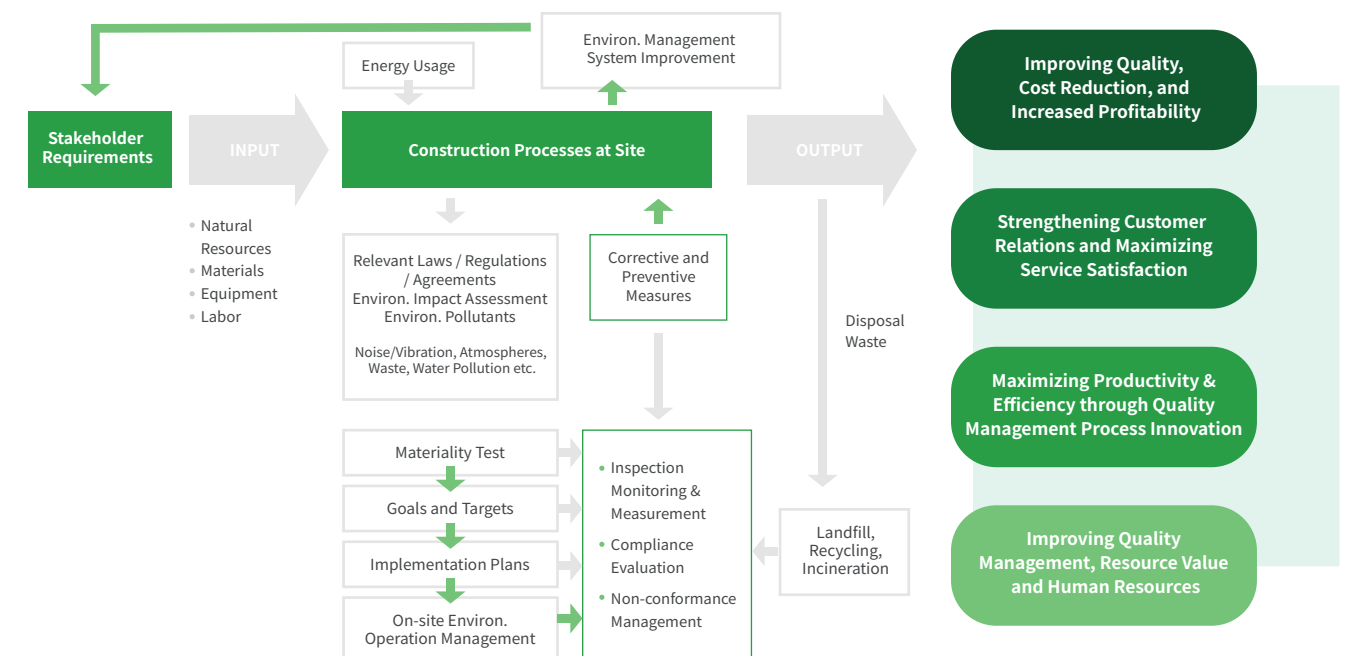 Environ. Management
System Improvement
Energy Usage
Stakeholder
Requirements
INPUT
Construction Processes at Site
OUTPUT
• Natural
Resources
• Materials
• Equipment
• Labor
Relevant Laws / Regulations
/ Agreements
Environ. Impact Assessment
Environ. Pollutants
Noise/Vibration, Atmospheres,
Waste, Water Pollution etc.
Corrective and
Preventive
Measures
Disposal
Waste
Materiality Test
Goals and Targets
Implementation Plans
On-site Environ.
Operation Management
• Inspection
Monitoring &
Measurement
• Compliance
Evaluation
• Non-conformance
Management
Landfill,
Recycling,
Incineration
Improving Quality,
Cost Reduction, and
Increased Profitability
Strengthening Customer
Relations and Maximizing
Service Satisfaction
Maximizing Productivity &
Efficiency through Quality
Management Process Innovation
Improving Quality
Management, Resource Value
and Human Resources